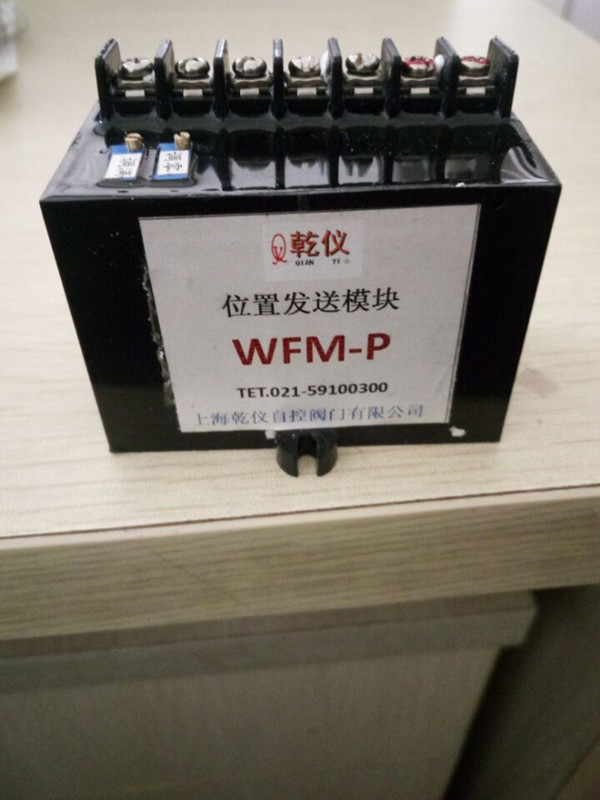 乾仪
QIAN YI
位置发送模块
WFM-P
TET.021-59100300
上海乾仪自控阀门有限公司